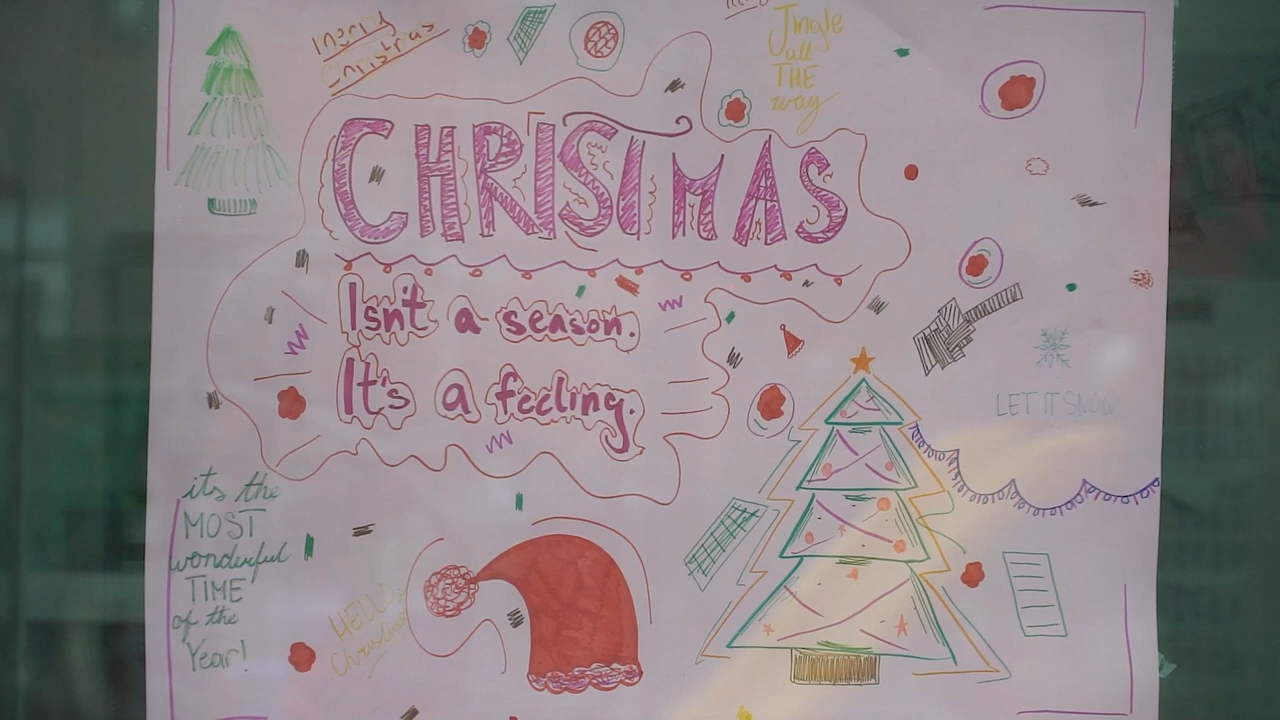 Merry
Christmas
Jingle
all
THE
way
CHRISTMAS
Isn't a season.
It's a feeling.
LET IT SNOW
it's the
MOST
wonderful
TIME
of the
Year!
HELLO
Christmas